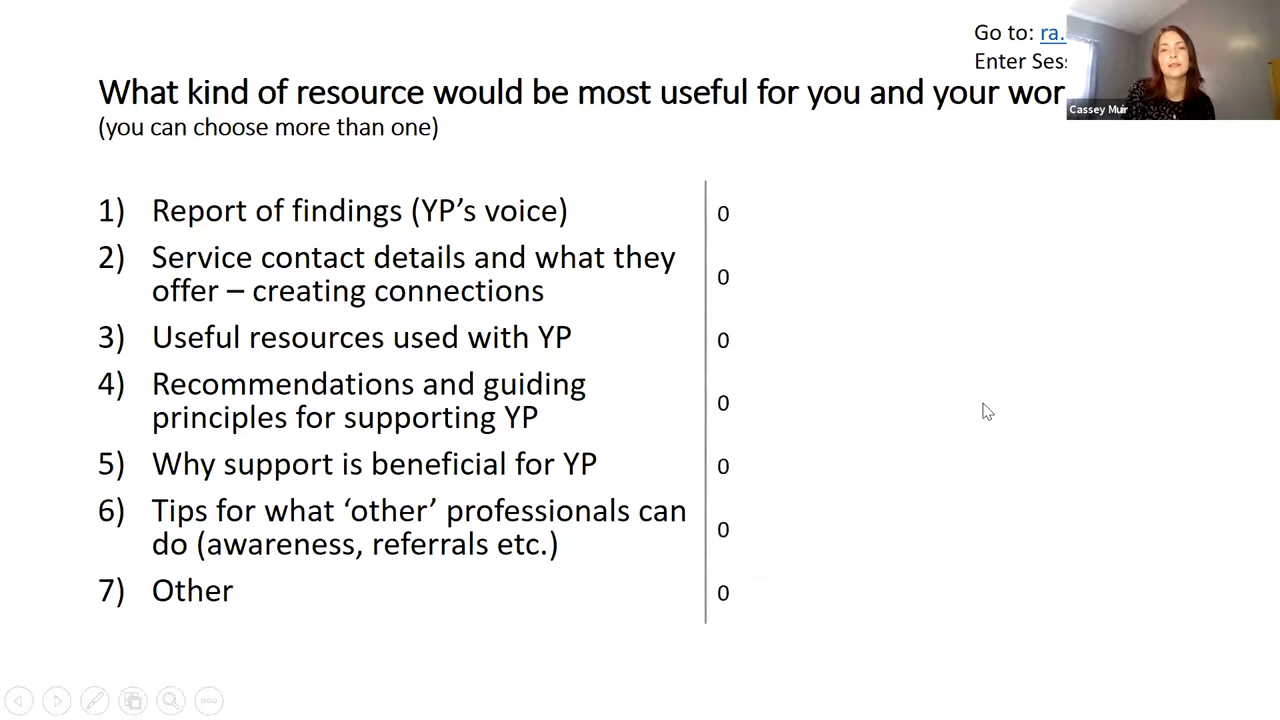 Go to: ra.
Enter Sess
What kind of resource would be most useful for you and your wor
(you can choose more than one)
Cassey Muir
1) Report of findings (YP’s voice) 0
2) Service contact details and what they
offer – creating connections 0
3) Useful resources used with YP 0
4) Recommendations and guiding
principles for supporting YP 0
5) Why support is beneficial for YP 0
6) Tips for what ‘other’ professionals can
do (awareness, referrals etc.) 0
7) Other 0